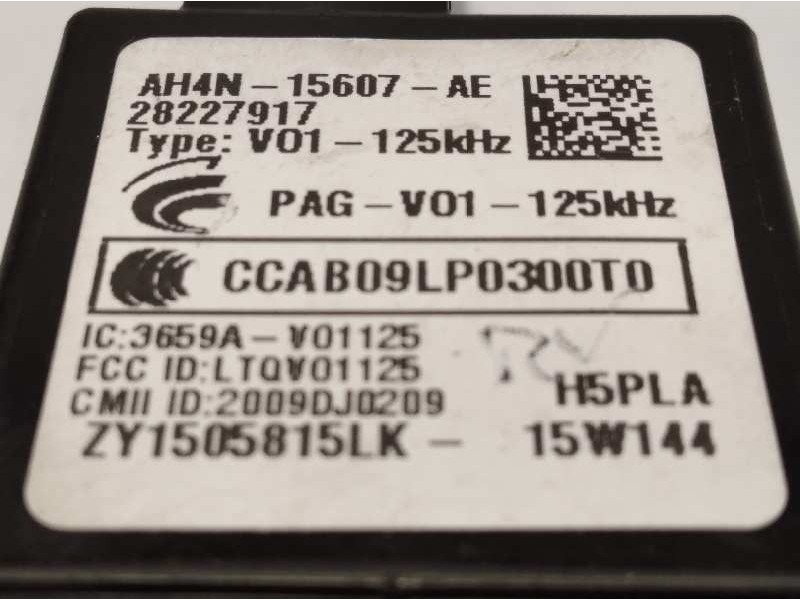 AH4N-15607-AE
28227917
Type: V01-125kHz
PAG-V01-125kHz
CCAB09LP0300T0
IC:3659A-V01125
FCC ID:LTQV01125
CMII ID:2009DJ0209
H5PLA
ZY1505815LK - 15W144